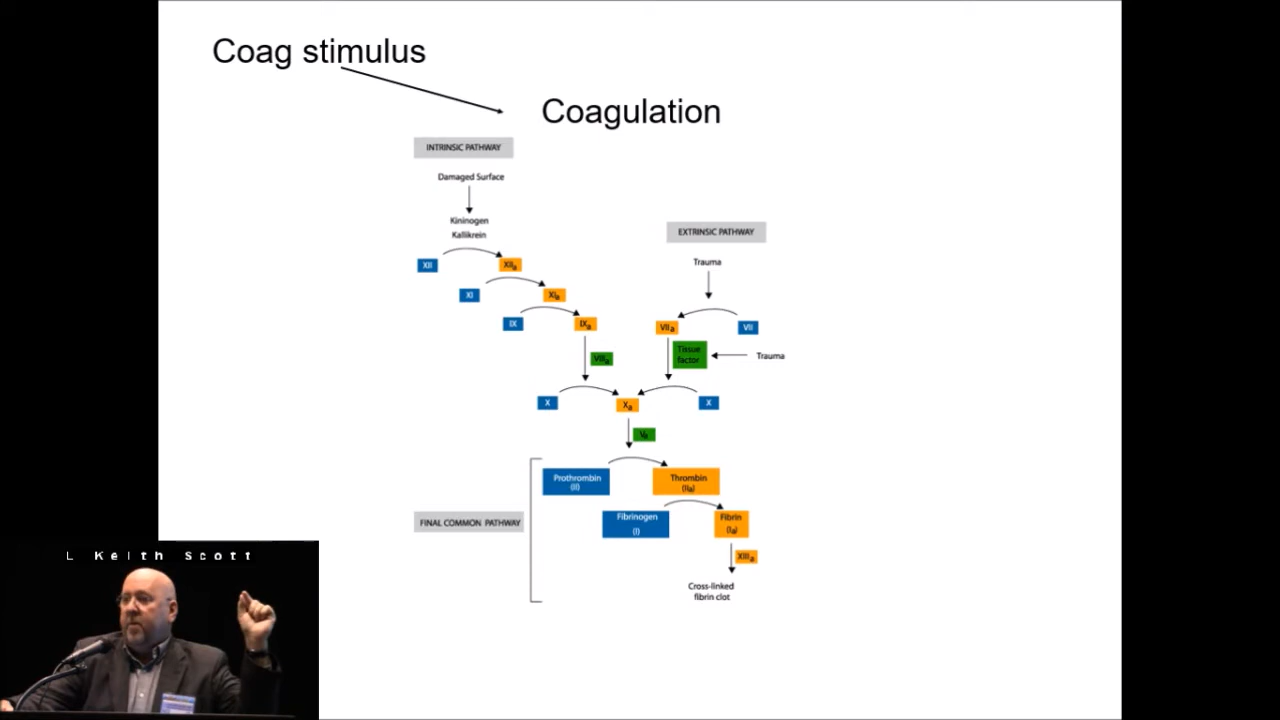 Coag stimulus
Coagulation
INTRINSIC PATHWAY
Damaged Surface
Kininogen
Kallikrein
EXTRINSIC PATHWAY
Trauma
XII
XIIa
XI
XIa
IX
IXa
VIIa
VII
VIIIa
Tissue
factor
Trauma
X
Xa
X
Va
Prothrombin
(II)
Thrombin
(IIa)
Fibrinogen
(I)
Fibrin
(Ia)
FINAL COMMON PATHWAY
XIIIa
Cross-linked
fibrin clot
L Keith Scott